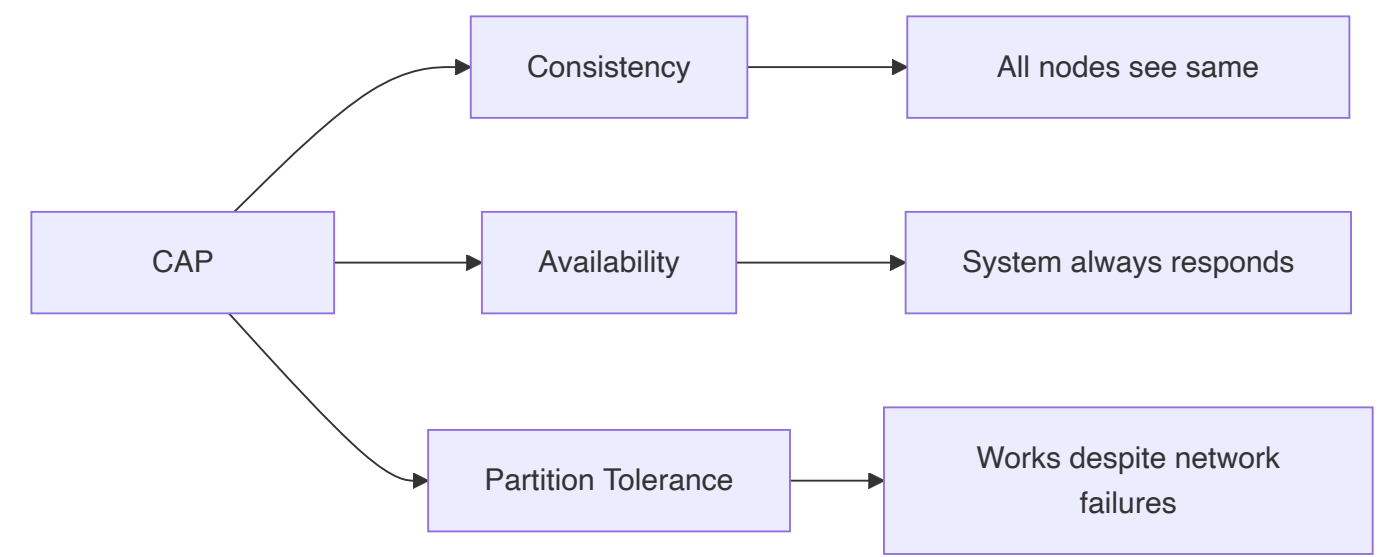 Consistency
All nodes see same
CAP
Availability
System always responds
Partition Tolerance
Works despite network
failures